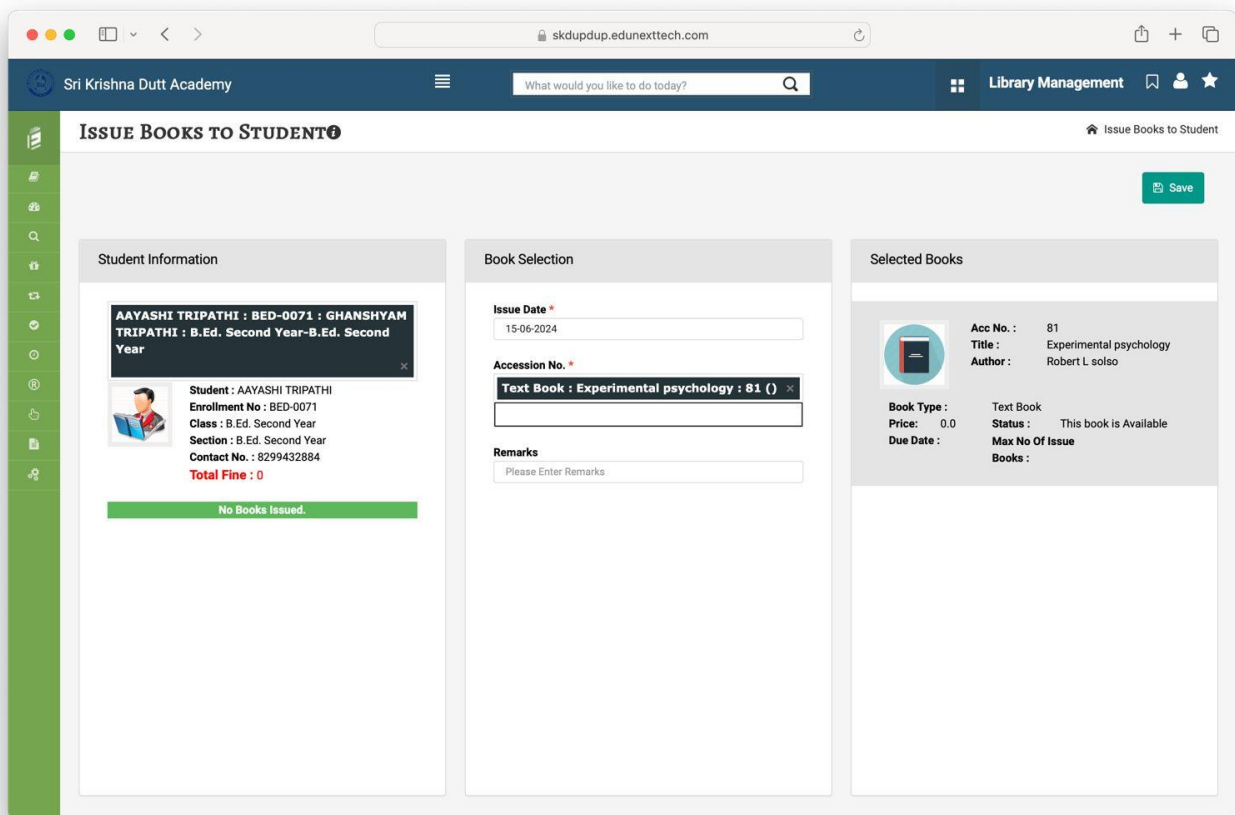 skdupdup.edunexttech.com
Sri Krishna Dutt Academy
What would you like to do today?
Library Management
Issue Books to Student
Issue Books to Student
Save
Student Information
AAYASHI TRIPATHI : BED-0071 : GHANSHYAM
TRIPATHI : B.Ed. Second Year-B.Ed. Second
Year
×
Student : AAYASHI TRIPATHI
Enrollment No : BED-0071
Class : B.Ed. Second Year
Section : B.Ed. Second Year
Contact No. : 8299432884
Total Fine : 0
No Books Issued.
Book Selection
Issue Date *
15-06-2024
Accession No. *
Text Book : Experimental psychology : 81 () ×
Remarks
Please Enter Remarks
Selected Books
Acc No. : 81
Title : Experimental psychology
Author : Robert L solso
Book Type : Text Book
Price: 0.0 Status : This book is Available
Due Date : Max No Of Issue
Books :